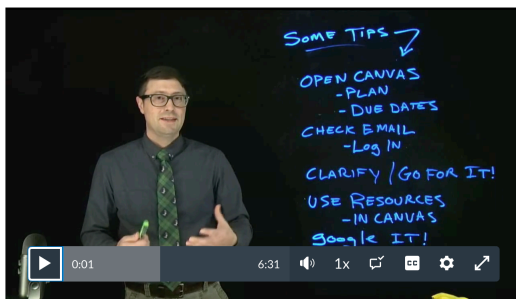 SOME TIPS
OPEN CANVAS
-PLAN
-DUE DATES
CHECK EMAIL
-Log IN
CLARIFY / GO FOR IT!
USE RESOURCES
-IN CANVAS
google IT!
0:01
6:31
1x
CC